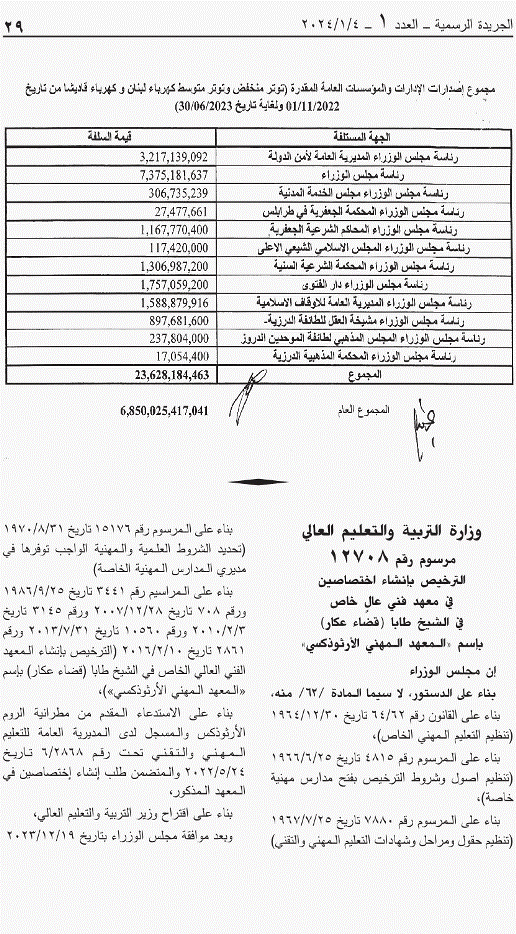 الجريدة الرسمية ــ العدد ١ ــ ٢٠٢٤/١/٤
٢٩
مجموع إصدارات الإدارات والمؤسسات العامة المقدرة (توتر منخفض وتوتر متوسط كهرباء لبنان و كهرباء قاديشا من تاريخ
01/11/2022 ولغاية تاريخ 30/06/2023)
الجهة المستلفة قيمة السلفة
رئاسة مجلس الوزراء المديرية العامة لأمن الدولة 3,217,139,092
رئاسة مجلس الوزراء 7,375,181,637
رئاسة مجلس الوزراء مجلس الخدمة المدنية 306,735,239
رئاسة مجلس الوزراء المحكمة الجعفرية في طرابلس 27,477,661
رئاسة مجلس الوزراء المحاكم الشرعية الجعفرية 1,167,770,400
رئاسة مجلس الوزراء المجلس الاسلامي الشيعي الاعلى 117,420,000
رئاسة مجلس الوزراء المحكمة الشرعية السنية 1,306,987,200
رئاسة مجلس الوزراء دار الفتوى 1,757,059,200
رئاسة مجلس الوزراء المديرية العامة للاوقاف الاسلامية 1,588,879,916
رئاسة مجلس الوزراء مشيخة العقل للطائفة الدرزية- 897,681,600
رئاسة مجلس الوزراء المجلس المذهبي لطائفة الموحدين الدروز 237,804,000
رئاسة مجلس الوزراء المحكمة المذهبية الدرزية 17,054,400
المجموع 23,628,184,463
المجموع العام 6,850,025,417,041
وزارة التربية والتعليم العالي
مرسوم رقم ١٢٧٠٨
الترخيص بإنشاء اختصاصين
في معهد فني عالٍ خاص
في الشيخ طابا (قضاء عكار)
بإسم «المعهد المهني الأرثوذكسي»
إن مجلس الوزراء
بناء على الدستور، لا سيما المادة /٦٢/ منه،
بناء على القانون رقم ٦٤/٦٢ تاريخ ١٩٦٤/١٢/٣٠
(تنظيم التعليم المهني الخاص)،
بناء على المرسوم رقم ٤٨١٥ تاريخ ١٩٦٦/٦/٢٥
(تنظيم اصول وشروط الترخيص بفتح مدارس مهنية
خاصة)،
بناء على المرسوم رقم ٧٨٨٠ تاريخ ١٩٦٧/٧/٢٥
(تنظيم حقول ومراحل وشهادات التعليم المهني والتقني)
بناء على المرسوم رقم ١٥١٧٦ تاريخ ١٩٧٠/٨/٣١
(تحديد الشروط العلمية والمهنية الواجب توفرها في
مديري المدارس المهنية الخاصة)
بناء على المراسيم رقم ٣٤٤١ تاريخ ١٩٨٦/٩/٢٥
ورقم ٧٠٨ تاريخ ٢٠٠٧/١٢/٢٨ ورقم ٣١٤٥ تاريخ
٢٠١٠/٢/٣ ورقم ١٠٥٦٠ تاريخ ٢٠١٣/٧/٣١ ورقم
٢٨٦١ تاريخ ٢٠١٦/٢/١٠ (الترخيص بإنشاء المعهد
الفني العالي الخاص في الشيخ طابا (قضاء عكار) بإسم
«المعهد المهني الأرثوذكسي»)،
بناء على الاستدعاء المقدم من مطرانية الروم
الأرثوذكس والمسجل لدى المديرية العامة للتعليم
المهني والتقني تحت رقم ٦/٢٨٦٨ تاريخ
٢٠٢٢/٥/٢٤ والمتضمن طلب إنشاء إختصاصين في
المعهد المذكور،
بناء على اقتراح وزير التربية والتعليم العالي،
وبعد موافقة مجلس الوزراء بتاريخ ٢٠٢٣/١٢/١٩